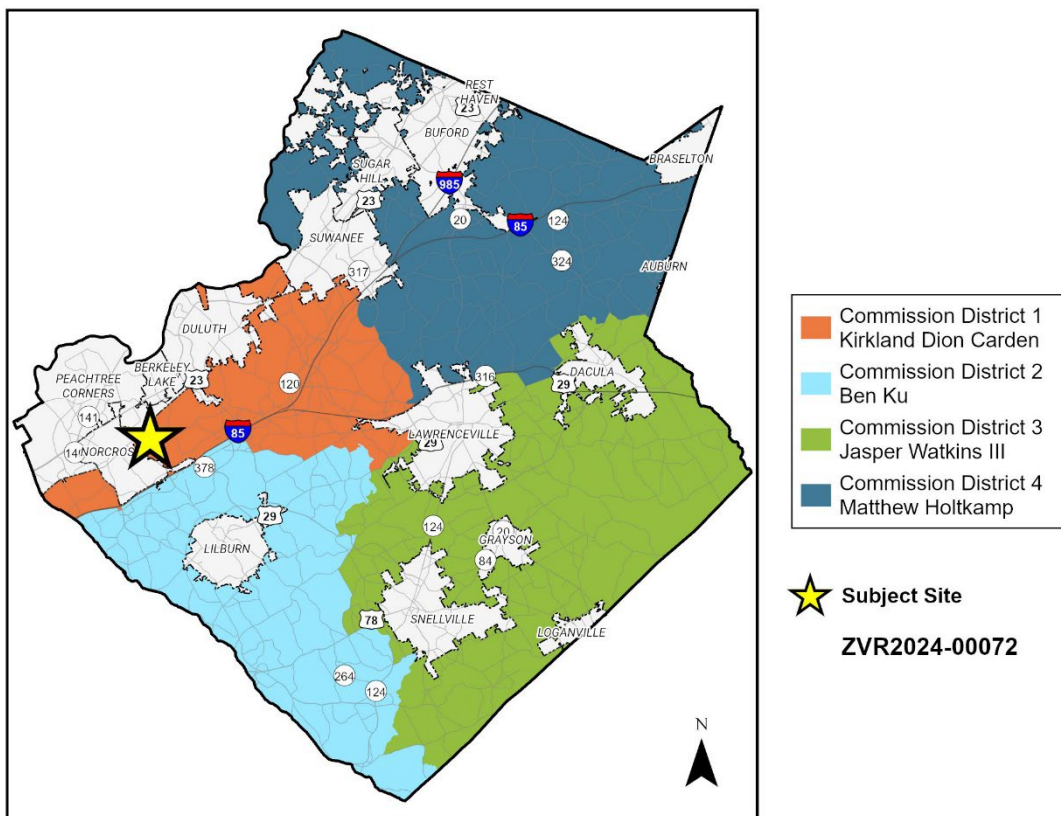 REST
HAVEN
23
BUFORD
BRASELTON
SUGAR
HILL
985
23
20
85
124
SUWANEE
324
317
AUBURN
DULUTH
BERKELEY
LAKE
23
PEACHTREE
CORNERS
120
316
DACULA
29
141
85
LAWRENCEVILLE
29
14
NORCROS
378
29
124
20
GRAYSON
LILBURN
84
SNELLVILLE
78
LOGANVILLE
264
124
N
Commission District 1
Kirkland Dion Carden
Commission District 2
Ben Ku
Commission District 3
Jasper Watkins III
Commission District 4
Matthew Holtkamp
Subject Site
ZVR2024-00072